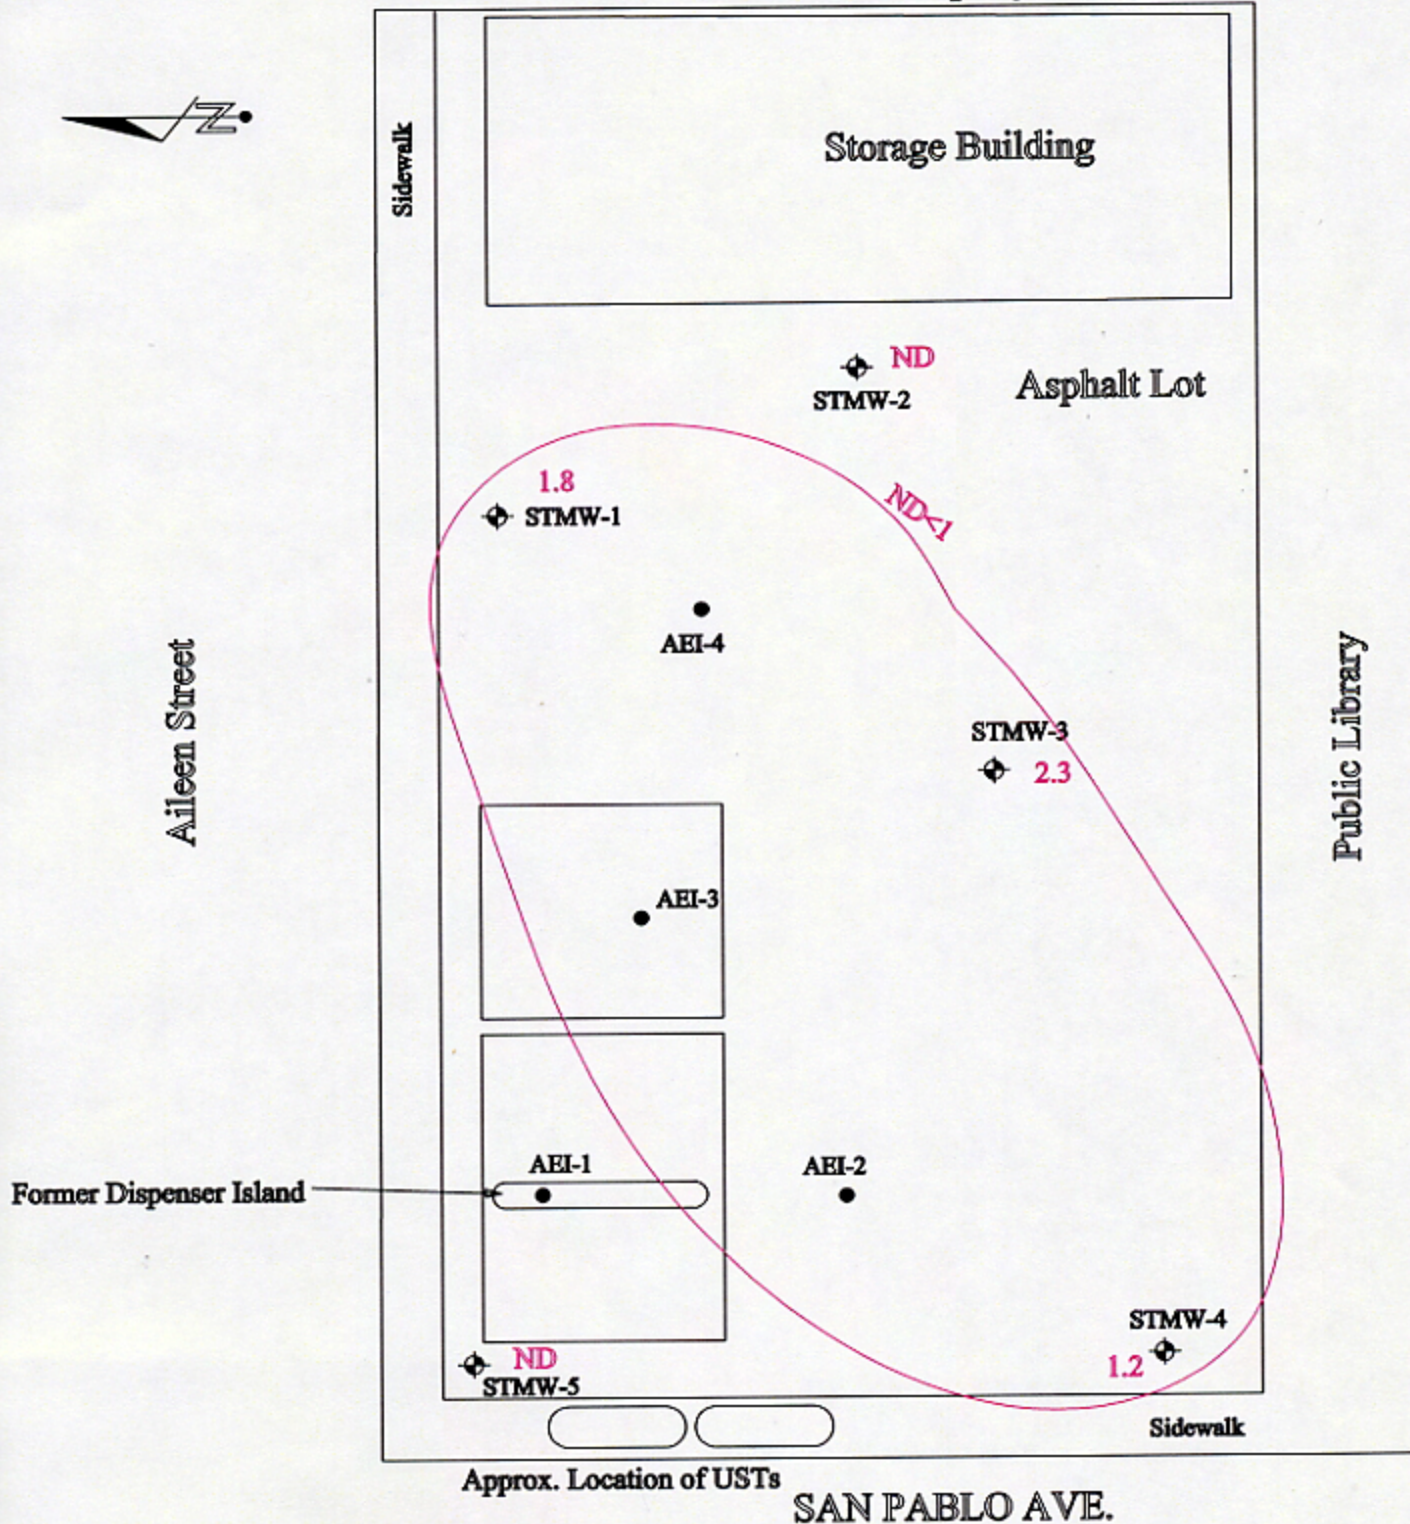 N
Sidewalk
Storage Building
ND
STMW-2
Asphalt Lot
1.8
STMW-1
ND<1
AEI-4
Aileen Street
Public Library
STMW-3
2.3
AEI-3
AEI-1
AEI-2
Former Dispenser Island
STMW-4
1.2
ND
STMW-5
Sidewalk
Approx. Location of USTs
SAN PABLO AVE.